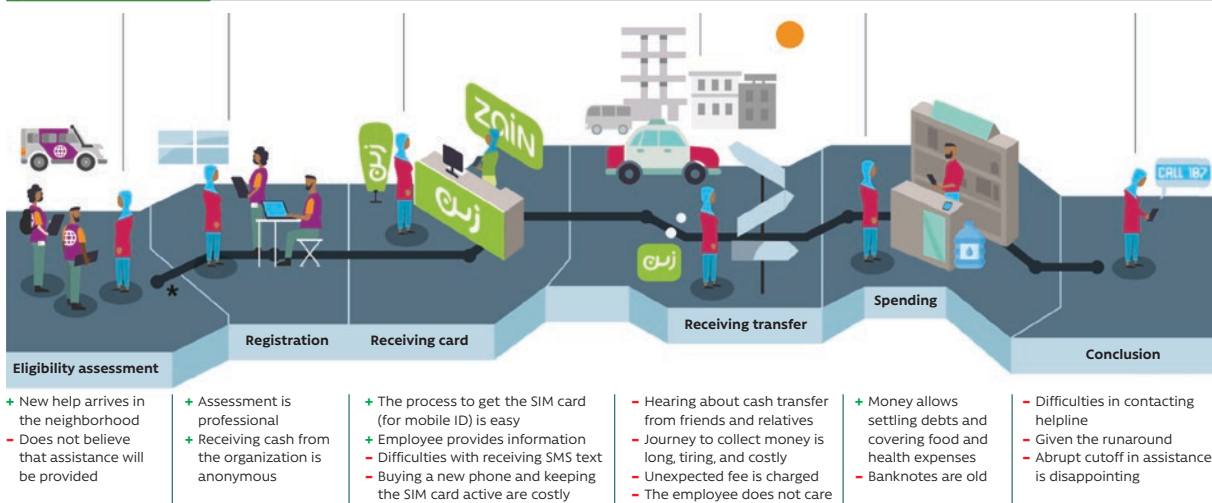 زين
ZAIN
زين
زين
CALL 187
*
Eligibility assessment
Registration
Receiving card
Receiving transfer
Spending
Conclusion
+ New help arrives in
the neighborhood
– Does not believe
that assistance will
be provided
+ Assessment is
professional
+ Receiving cash from
the organization is
anonymous
+ The process to get the SIM card
(for mobile ID) is easy
+ Employee provides information
– Difficulties with receiving SMS text
– Buying a new phone and keeping
the SIM card active are costly
– Hearing about cash transfer
from friends and relatives
– Journey to collect money is
long, tiring, and costly
– Unexpected fee is charged
– The employee does not care
+ Money allows
settling debts and
covering food and
health expenses
– Banknotes are old
– Difficulties in contacting
helpline
– Given the runaround
– Abrupt cutoff in assistance
is disappointing